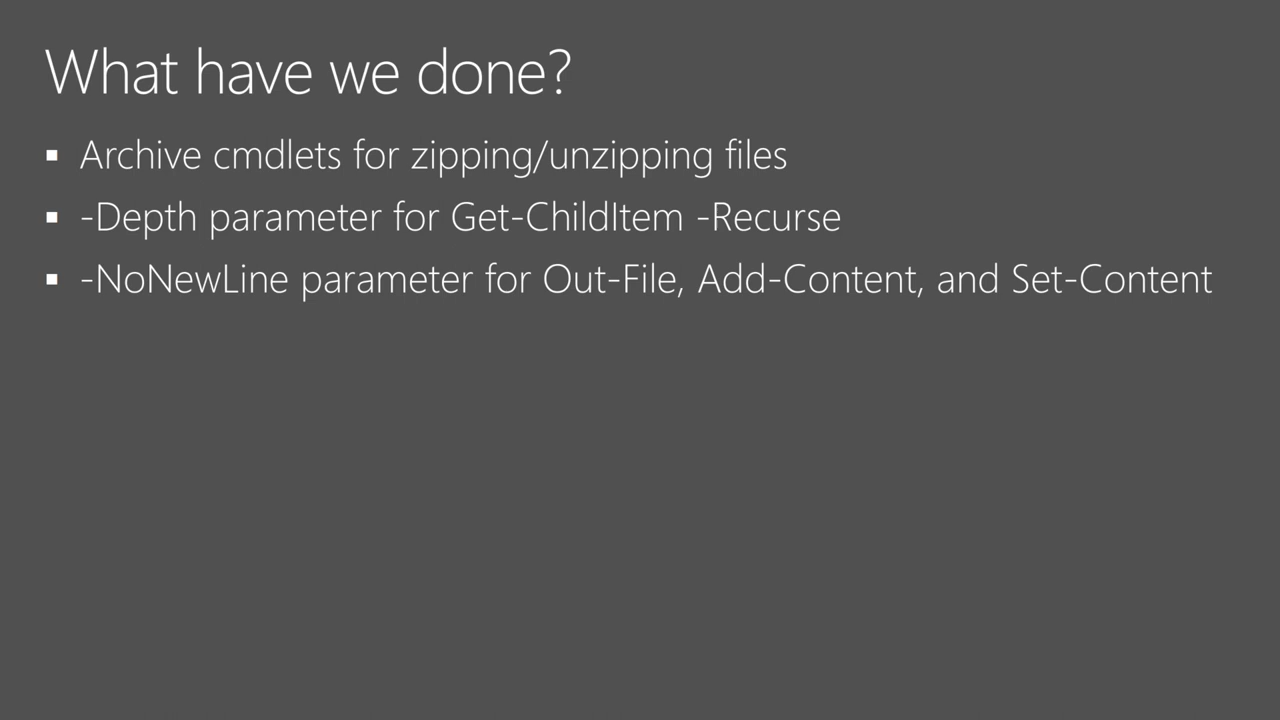 What have we done?
▪ Archive cmdlets for zipping/unzipping files
▪ -Depth parameter for Get-ChildItem -Recurse
▪ -NoNewLine parameter for Out-File, Add-Content, and Set-Content